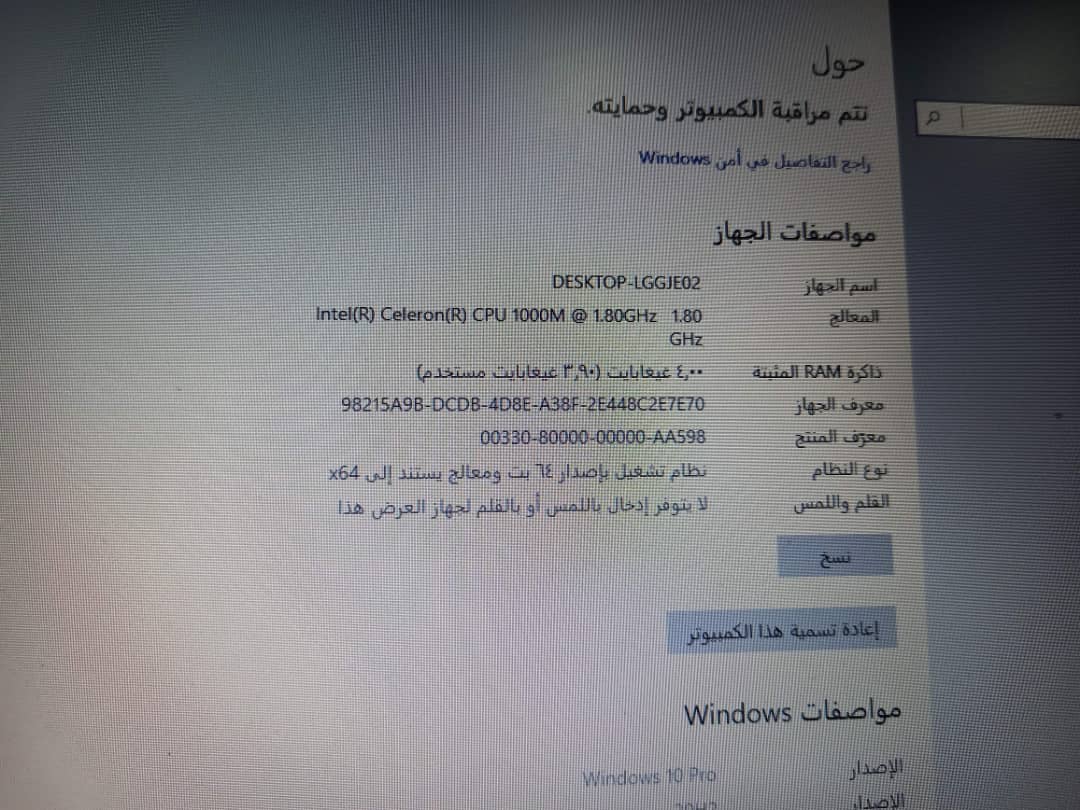 حول
تتم مراقبة الكمبيوتر وحمايته.
راجع التفاصيل في أمن Windows
مواصفات الجهاز
اسم الجهاز DESKTOP-LGGJE02
المعالج Intel(R) Celeron(R) CPU 1000M @ 1.80GHz 1.80
GHz
ذاكرة RAM المثبتة ٤,٠٠ غيغابايت (٣,٩٠ غيغابايت مستخدم)
معرف الجهاز 98215A9B-DCDB-4D8E-A38F-2E448C2E7E70
معرّف المنتج 00330-80000-00000-AA598
نوع النظام نظام تشغيل بإصدار ٦٤ بت ومعالج يستند إلى x64
القلم واللمس لا يتوفر إدخال باللمس أو بالقلم لجهاز العرض هذا
نسخ
إعادة تسمية هذا الكمبيوتر
مواصفات Windows
الإصدار Windows 10 Pro
الإصدار